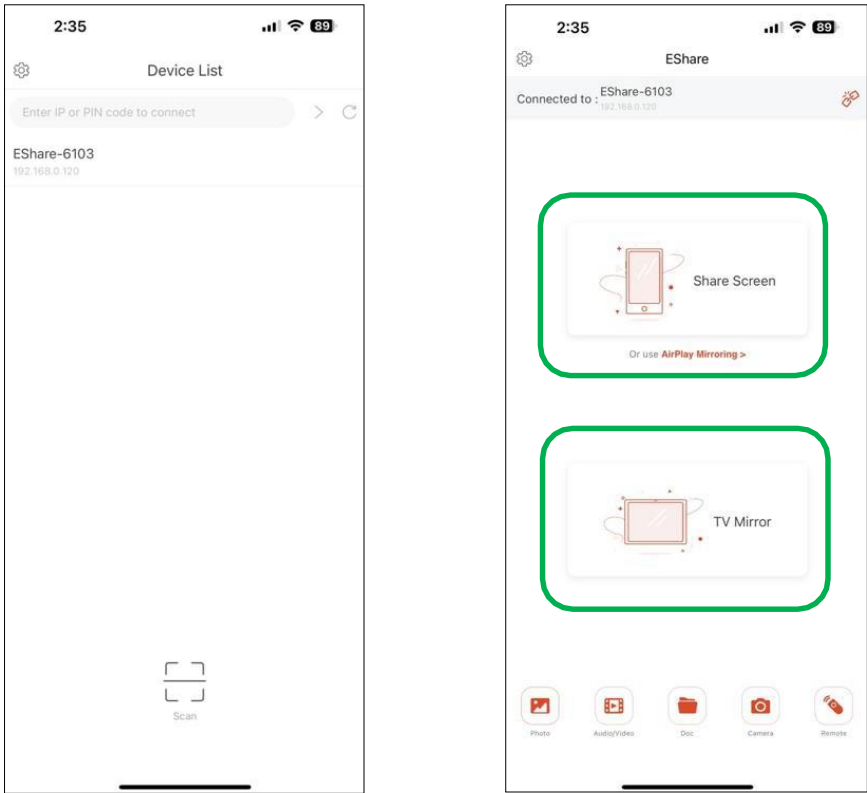 2:35
89
Device List
Enter IP or PIN code to connect
EShare-6103
192.168.0.120
Scan
2:35
89
EShare
Connected to : EShare-6103
192.168.0.120
Share Screen
Or use AirPlay Mirroring >
TV Mirror
Photo Audio/Video Doc Camera Remote